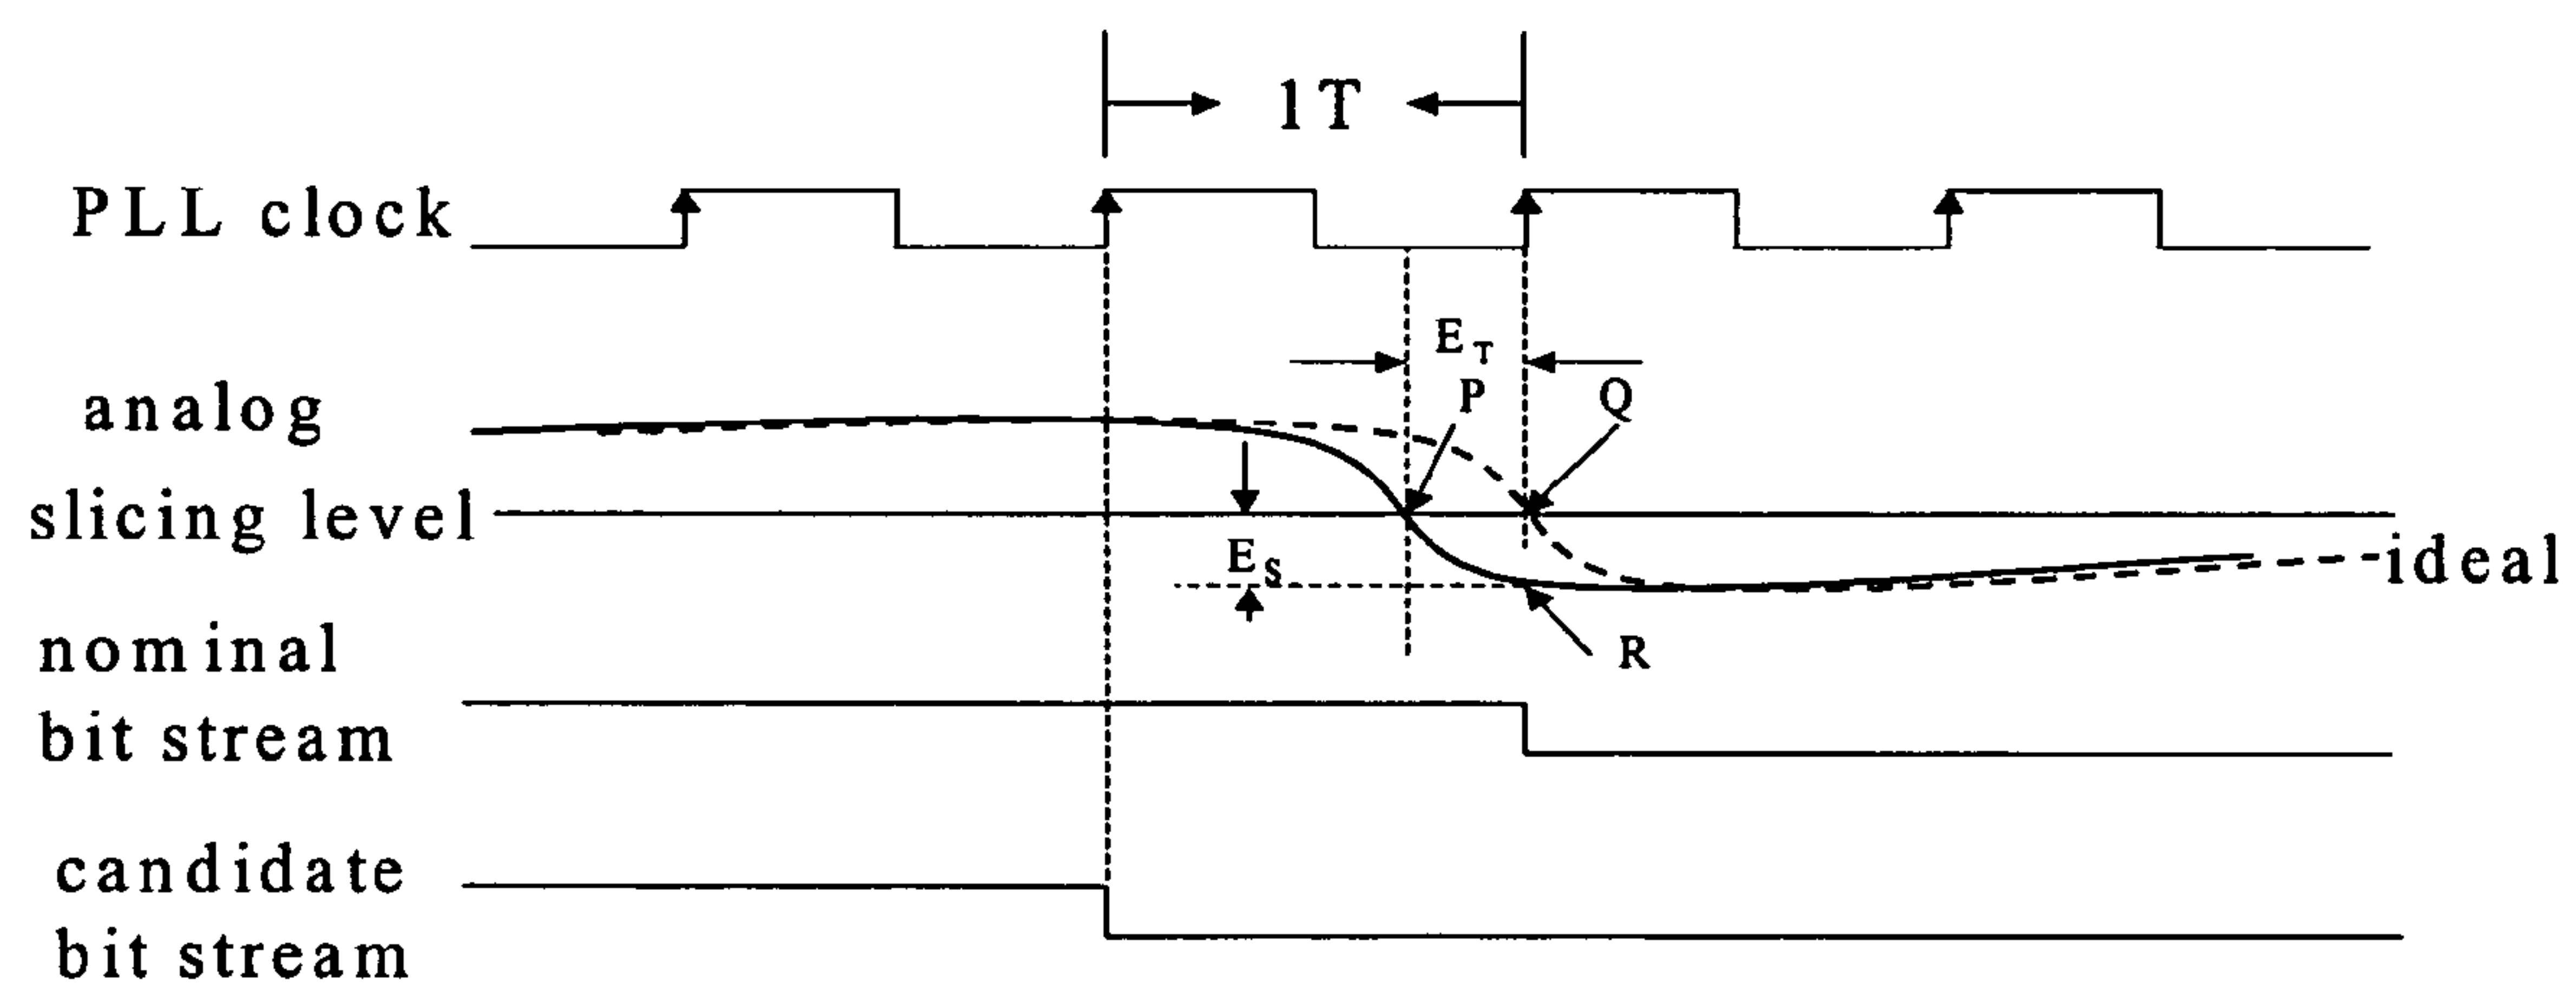 1T
PLL clock
E_T
P
Q
analog
slicing level
E_S
ideal
R
nominal
bit stream
candidate
bit stream